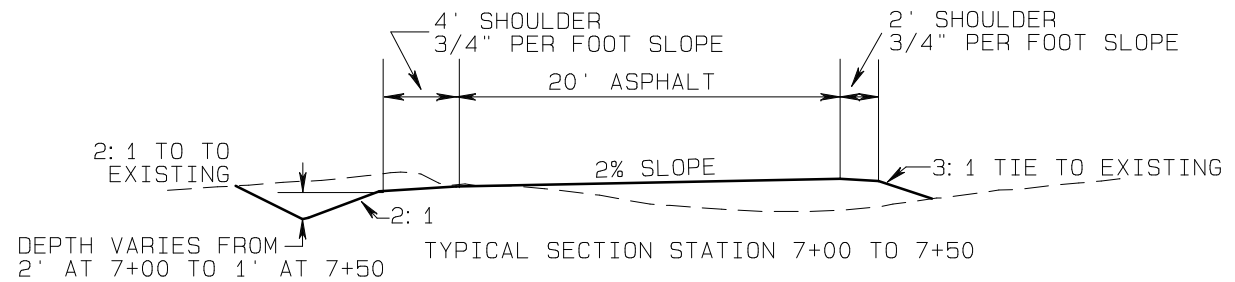 4' SHOULDER
3/4" PER FOOT SLOPE
2' SHOULDER
3/4" PER FOOT SLOPE
20' ASPHALT
2:1 TO TO
EXISTING
2% SLOPE
3:1 TIE TO EXISTING
2:1
DEPTH VARIES FROM
2' AT 7+00 TO 1' AT 7+50
TYPICAL SECTION STATION 7+00 TO 7+50